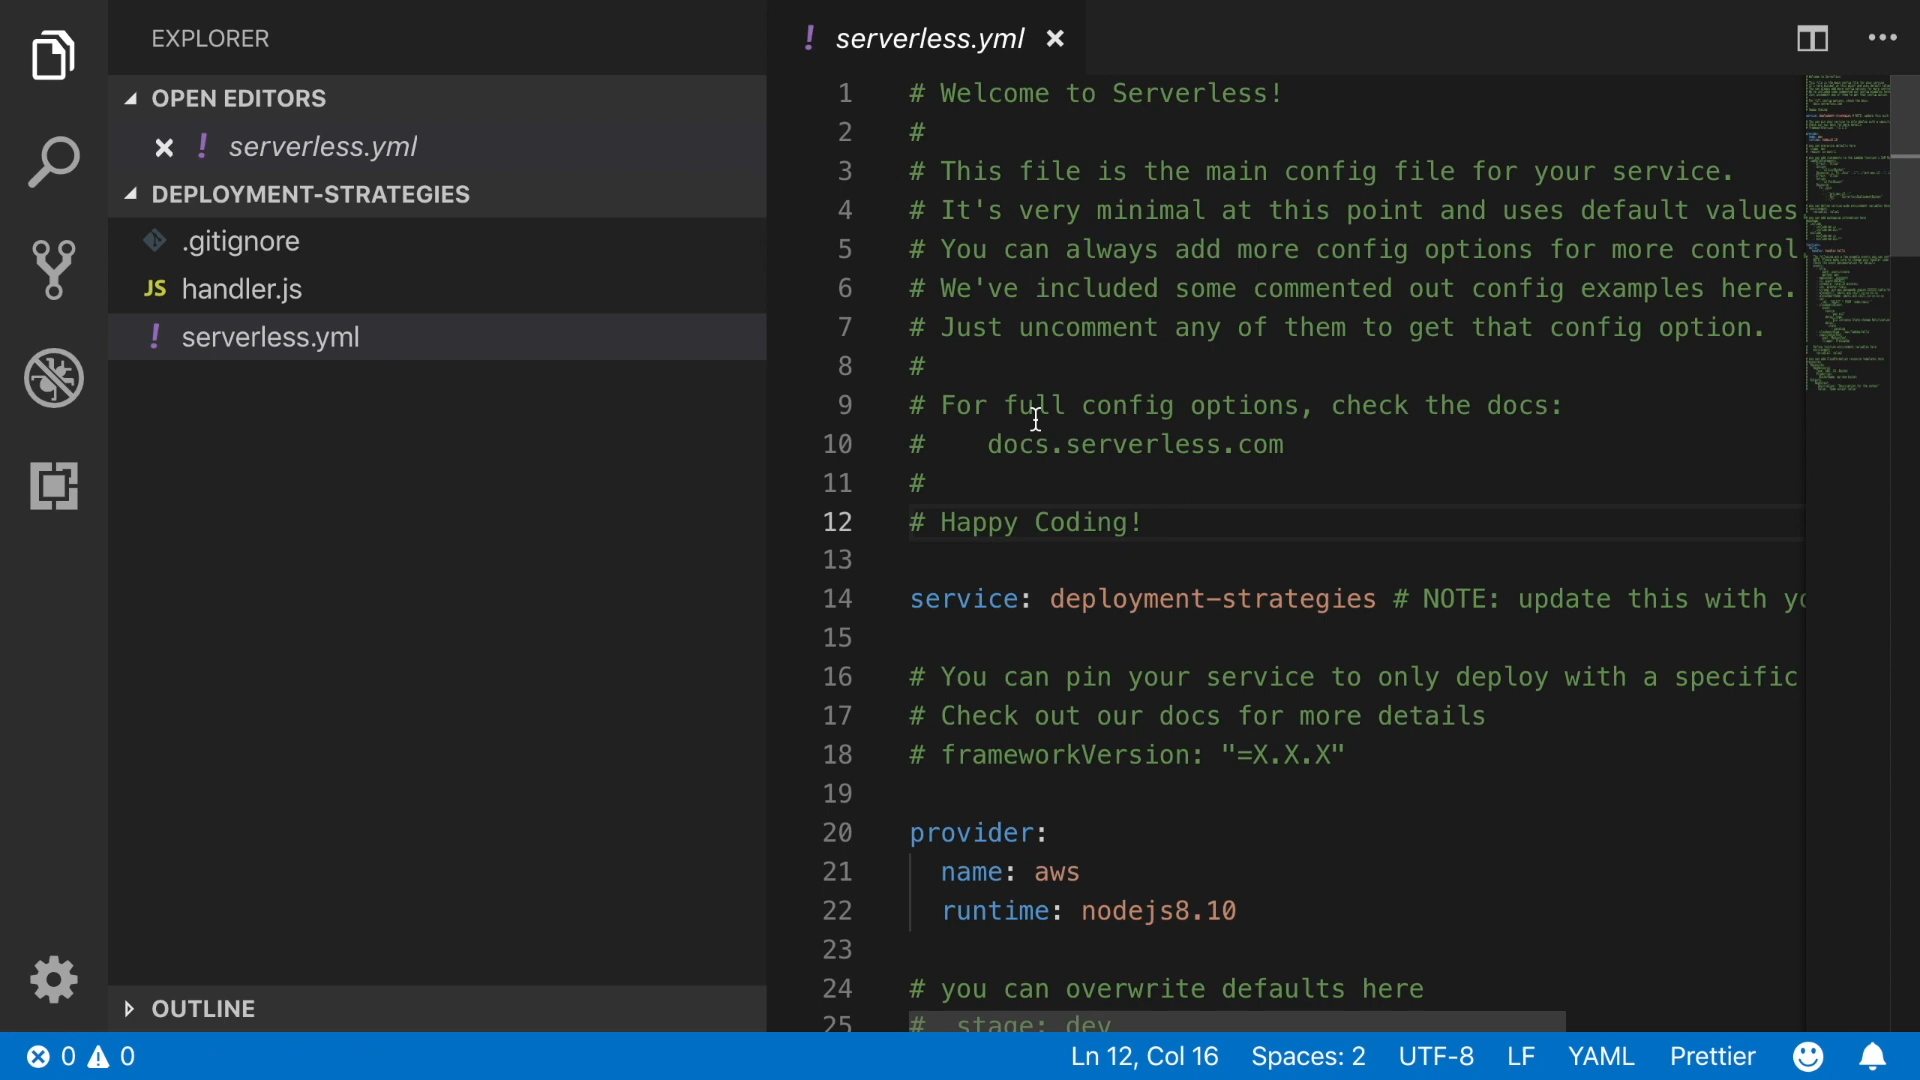 EXPLORER
OPEN EDITORS
! serverless.yml
DEPLOYMENT-STRATEGIES
.gitignore
JS handler.js
! serverless.yml
OUTLINE
! serverless.yml
1 # Welcome to Serverless!
2 #
3 # This file is the main config file for your service.
4 # It's very minimal at this point and uses default values
5 # You can always add more config options for more control.
6 # We've included some commented out config examples here.
7 # Just uncomment any of them to get that config option.
8 #
9 # For full config options, check the docs:
10 #    docs.serverless.com
11 #
12 # Happy Coding!
13
14 service: deployment-strategies # NOTE: update this with yo
15
16 # You can pin your service to only deploy with a specific
17 # Check out our docs for more details
18 # frameworkVersion: "=X.X.X"
19
20 provider:
21   name: aws
22   runtime: nodejs8.10
23
24 # you can overwrite defaults here
25 #  stage: dev
0 0
Ln 12, Col 16 Spaces: 2 UTF-8 LF YAML Prettier